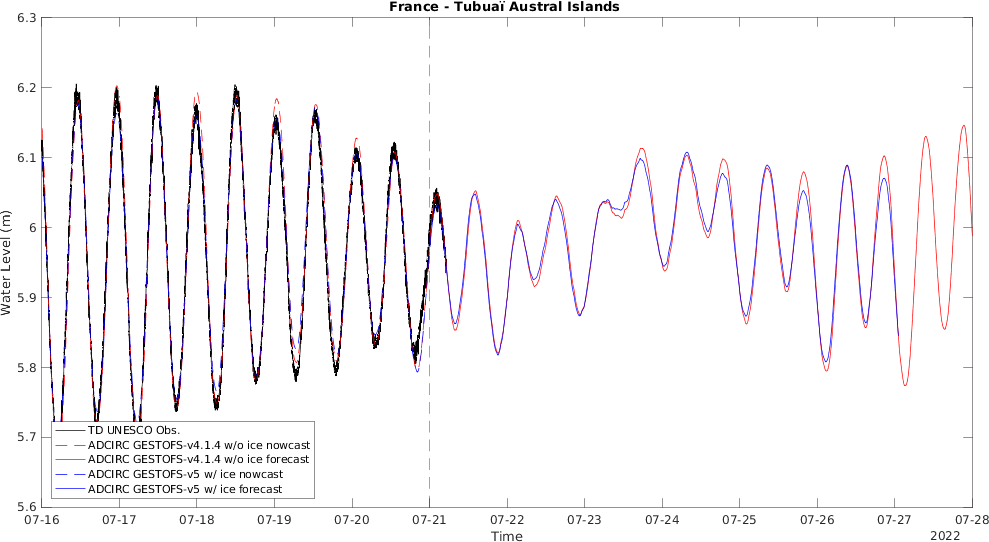 France - Tubuaï Austral Islands
Water Level (m)
6.3
6.2
6.1
6
5.9
5.8
5.7
5.6
TD UNESCO Obs.
ADCIRC GESTOFS-v4.1.4 w/o ice nowcast
ADCIRC GESTOFS-v4.1.4 w/o ice forecast
ADCIRC GESTOFS-v5 w/ ice nowcast
ADCIRC GESTOFS-v5 w/ ice forecast
07-16 07-17 07-18 07-19 07-20 07-21 07-22 07-23 07-24 07-25 07-26 07-27 07-28
Time
2022